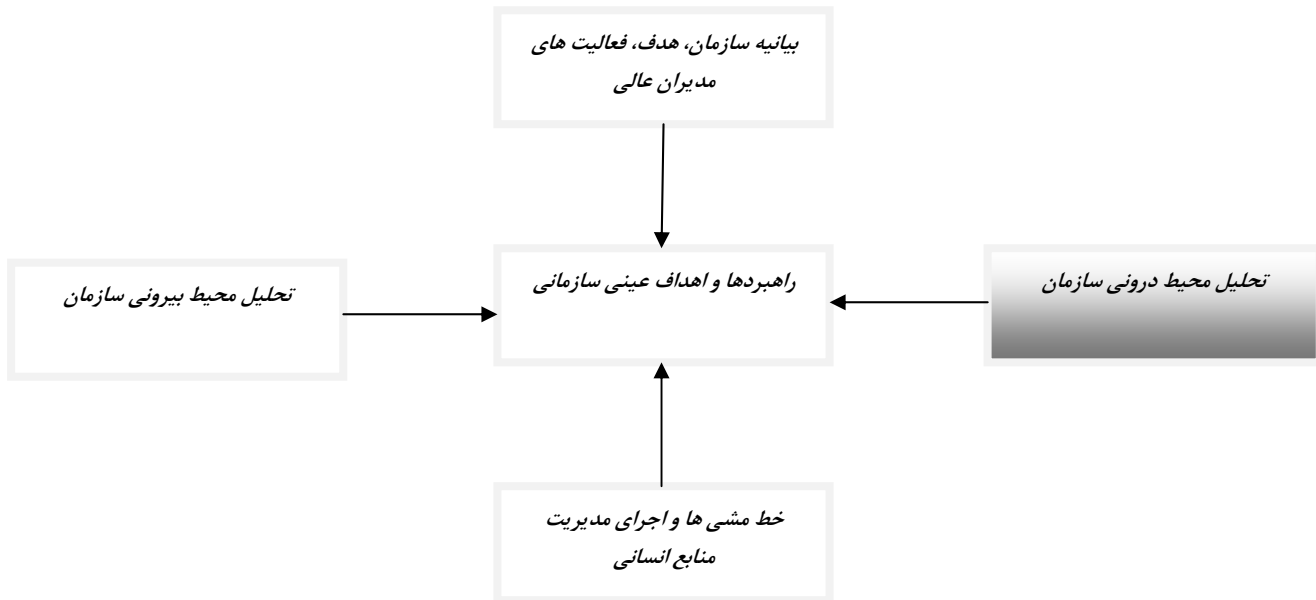 بیانیه سازمان، هدف، فعالیت های
مدیران عالی
تحلیل محیط درونی سازمان
راهبردها و اهداف عینی سازمانی
تحلیل محیط بیرونی سازمان
خط مشی ها و اجرای مدیریت
منابع انسانی